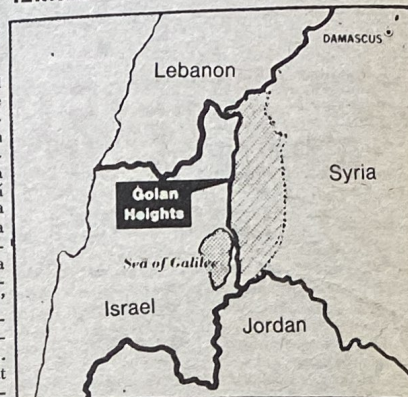 DAMASCUS
Lebanon
Syria
Golan
Heights
Sea of Galilee
Israel
Jordan